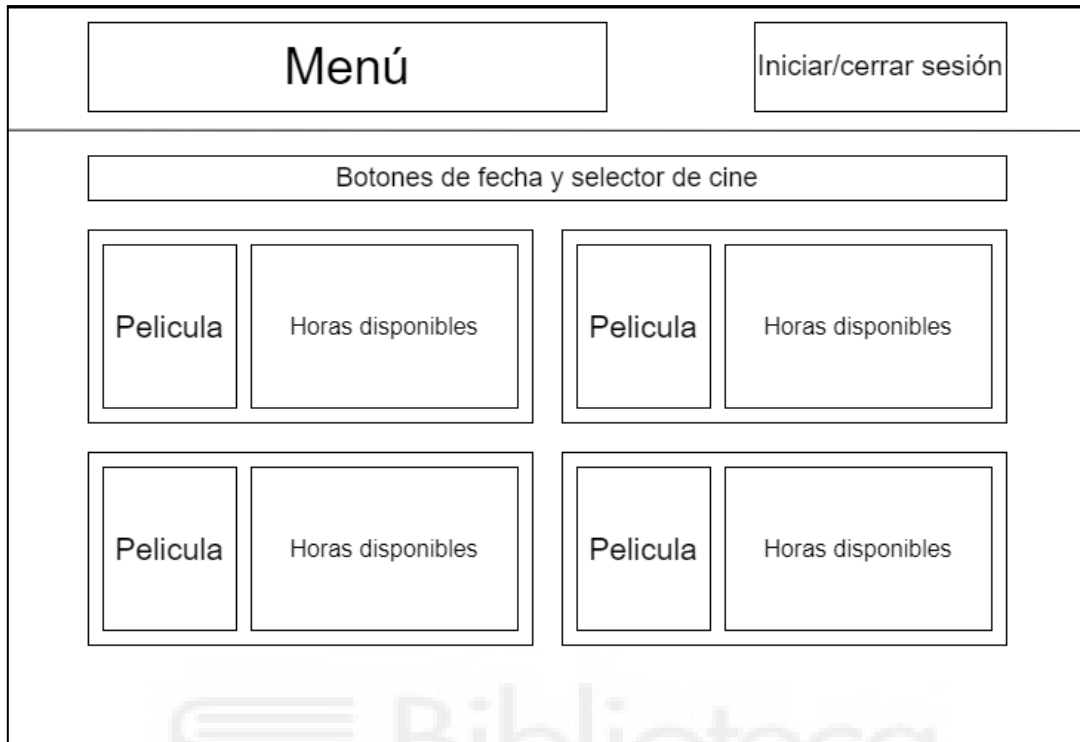 Menú
Iniciar/cerrar sesión
Botones de fecha y selector de cine
Pelicula
Horas disponibles
Pelicula
Horas disponibles
Pelicula
Horas disponibles
Pelicula
Horas disponibles
Biblioteca